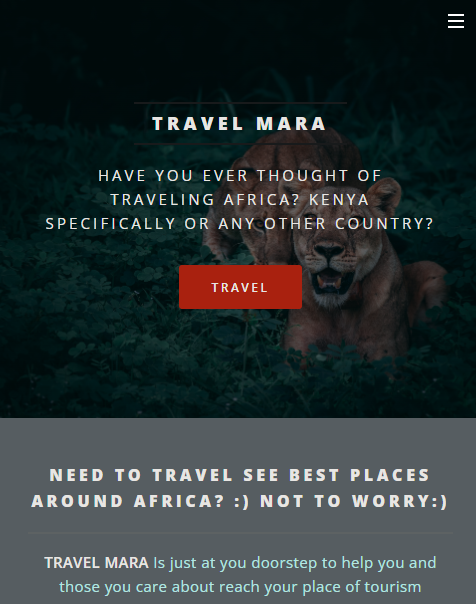 TRAVEL MARA
HAVE YOU EVER THOUGHT OF
TRAVELING AFRICA? KENYA
SPECIFICALLY OR ANY OTHER COUNTRY?
TRAVEL
NEED TO TRAVEL SEE BEST PLACES
AROUND AFRICA? :) NOT TO WORRY:)
TRAVEL MARA Is just at you doorstep to help you and
those you care about reach your place of tourism